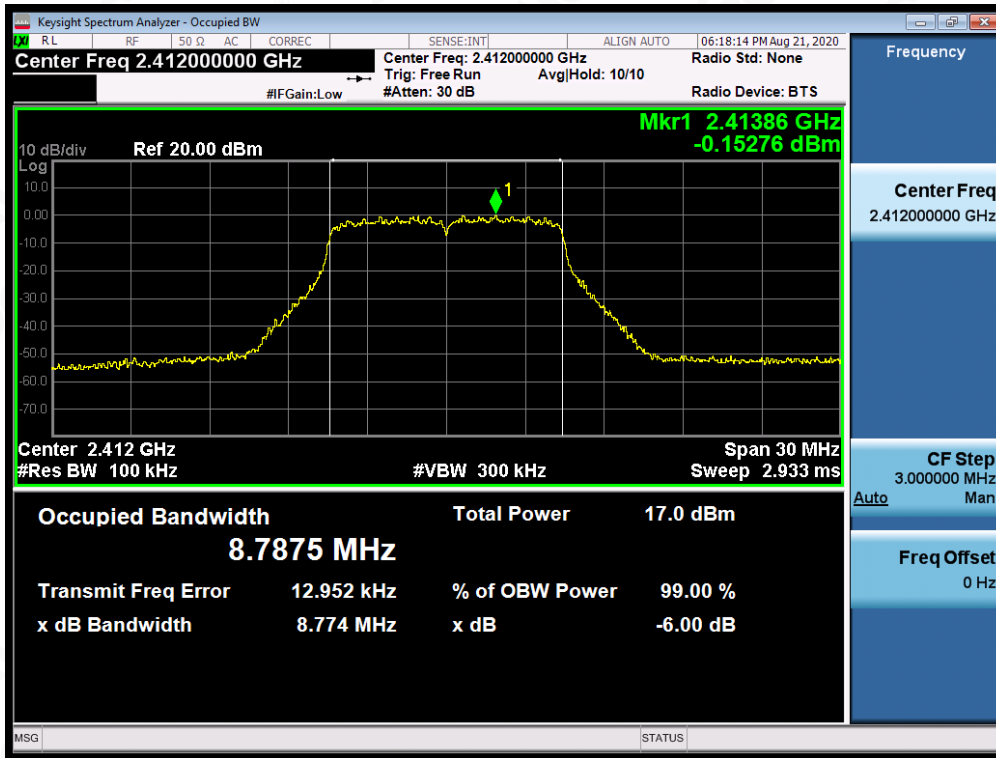 Keysight Spectrum Analyzer - Occupied BW
LXI RL RF 50 Ω AC CORREC SENSE:INT ALIGN AUTO 06:18:14 PM Aug 21, 2020
Center Freq 2.412000000 GHz
Center Freq: 2.412000000 GHz
Radio Std: None
Trig: Free Run Avg|Hold: 10/10
#IFGain:Low
#Atten: 30 dB
Radio Device: BTS
Mkr1 2.41386 GHz
-0.15276 dBm
10 dB/div Ref 20.00 dBm
Log
10.0
0.00
-10.0
-20.0
-30.0
-40.0
-50.0
-60.0
-70.0
1
Center 2.412 GHz Span 30 MHz
#Res BW 100 kHz #VBW 300 kHz Sweep 2.933 ms
Occupied Bandwidth Total Power 17.0 dBm
8.7875 MHz
Transmit Freq Error 12.952 kHz % of OBW Power 99.00 %
x dB Bandwidth 8.774 MHz x dB -6.00 dB
MSG STATUS
Frequency
Center Freq
2.412000000 GHz
CF Step
3.000000 MHz
Auto Man
Freq Offset
0 Hz